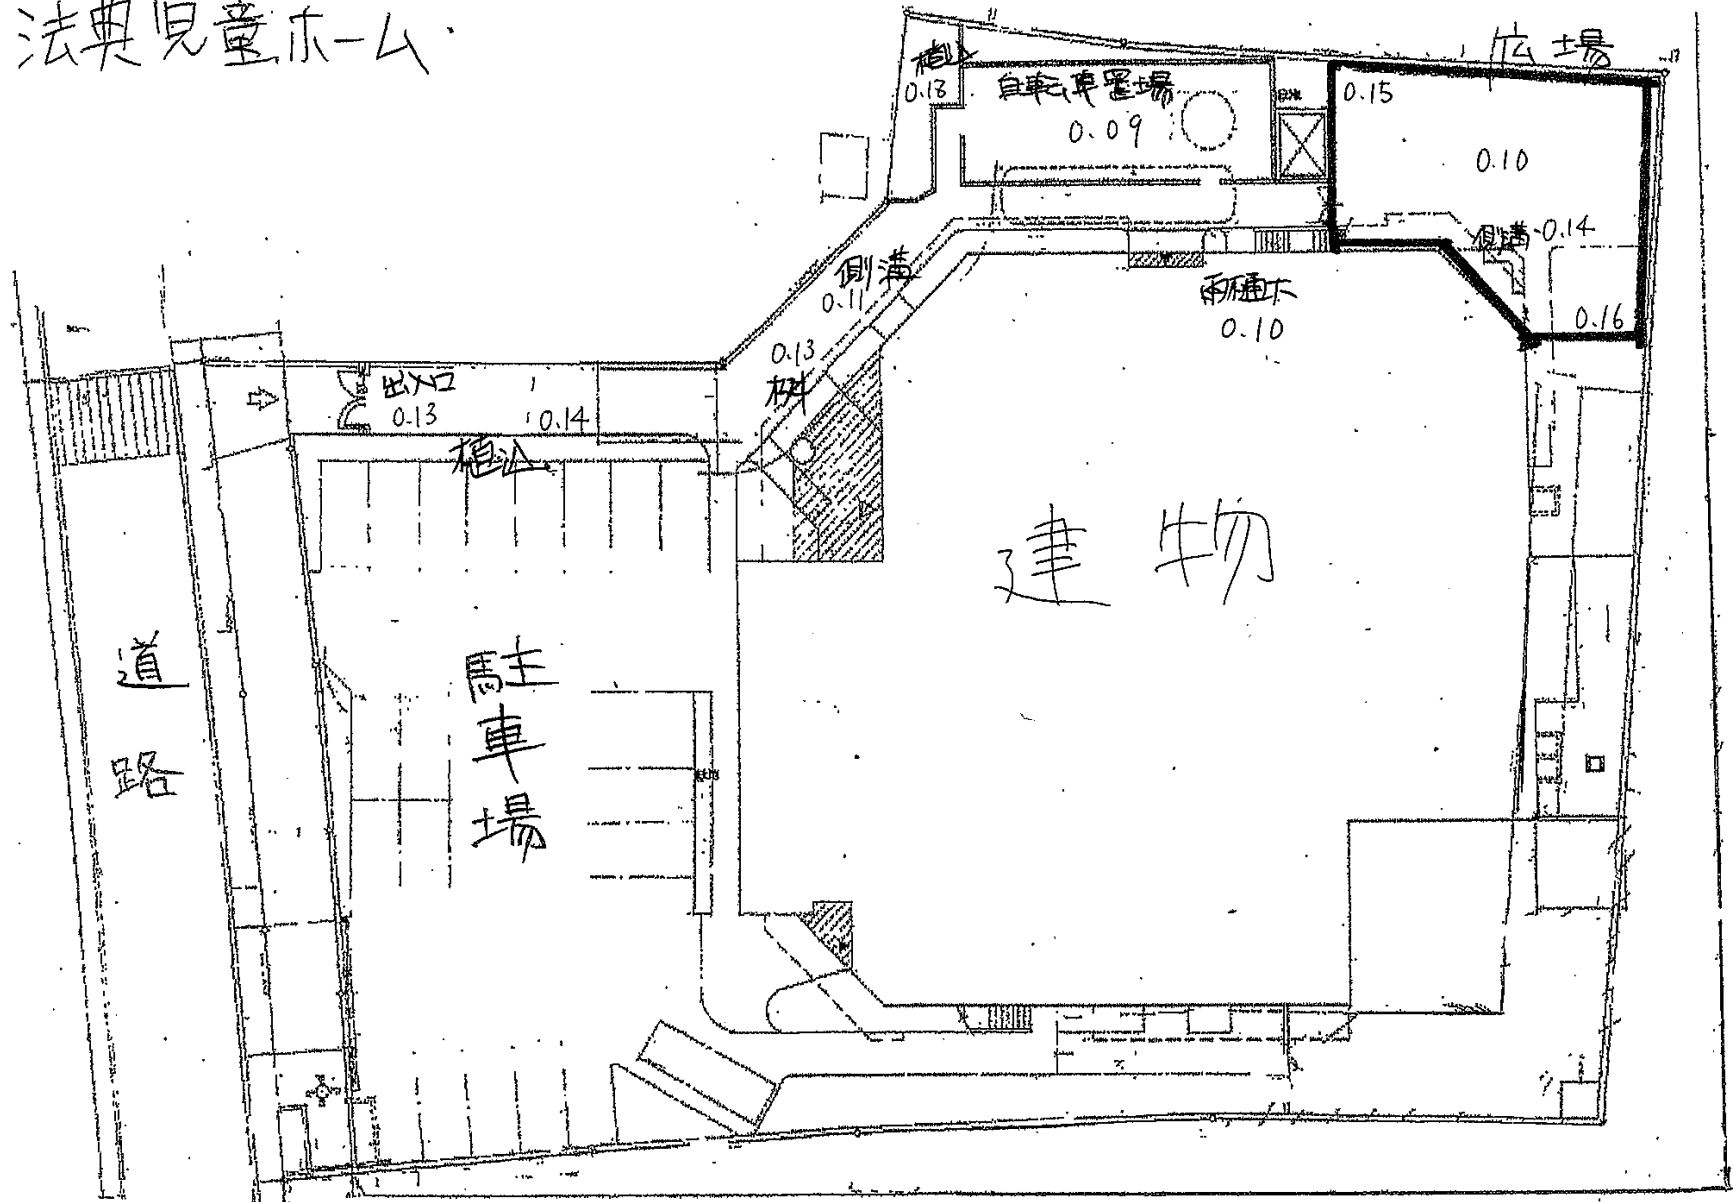 法典児童ホーム
広場
植込
0.18
自転車置場
0.09
0.15
0.10
側溝
0.14
0.16
側溝
0.11
雨樋下
0.10
0.13
桝
出入口
0.13
0.14
植込
建物
道路
駐車場